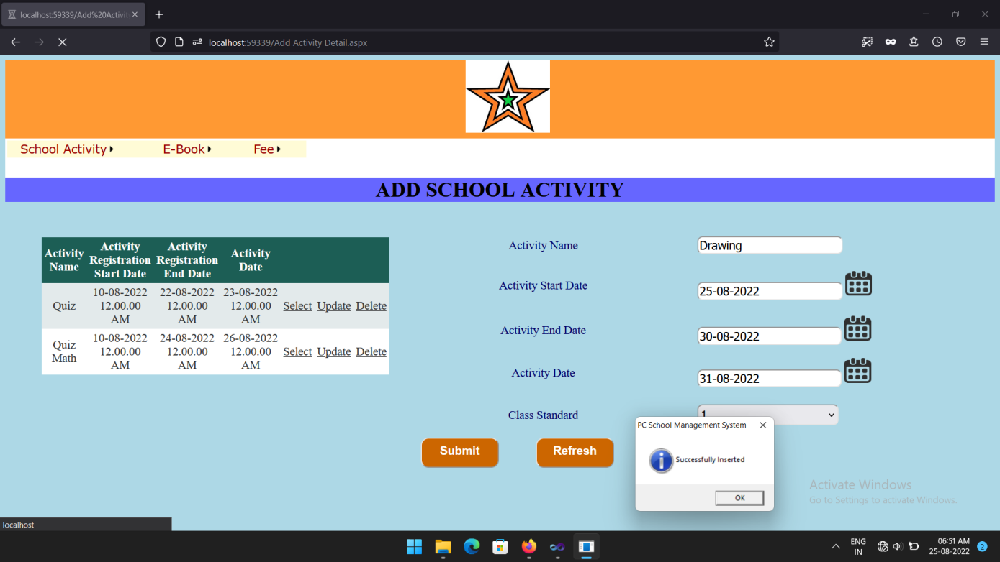 localhost:59339/Add%20Activit
localhost:59339/Add Activity Detail.aspx
School Activity
E-Book
Fee
ADD SCHOOL ACTIVITY
Activity Name
Activity Registration Start Date
Activity Registration End Date
Activity Date
Quiz
10-08-2022 12.00.00 AM
22-08-2022 12.00.00 AM
23-08-2022 12.00.00 AM
Select Update Delete
Quiz Math
10-08-2022 12.00.00 AM
24-08-2022 12.00.00 AM
26-08-2022 12.00.00 AM
Select Update Delete
Activity Name
Drawing
Activity Start Date
25-08-2022
Activity End Date
30-08-2022
Activity Date
31-08-2022
Class Standard
1
Submit
Refresh
PC School Management System
Successfully Inserted
OK
Activate Windows
Go to Settings to activate Windows.
localhost
ENG
IN
06:51 AM
25-08-2022
2